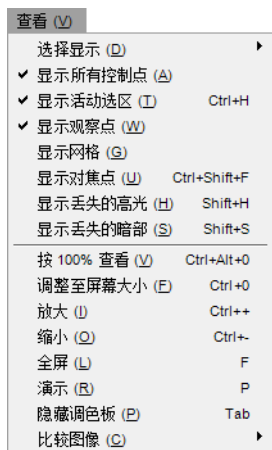 查看 (V)
选择显示 (D)
显示所有控制点 (A)
显示活动选区 (T) Ctrl+H
显示观察点 (W)
显示网格 (G)
显示对焦点 (U) Ctrl+Shift+F
显示丢失的高光 (H) Shift+H
显示丢失的暗部 (S) Shift+S
按 100% 查看 (V) Ctrl+Alt+0
调整至屏幕大小 (F) Ctrl+0
放大 (I) Ctrl++
缩小 (O) Ctrl+-
全屏 (L) F
演示 (R) P
隐藏调色板 (P) Tab
比较图像 (C)